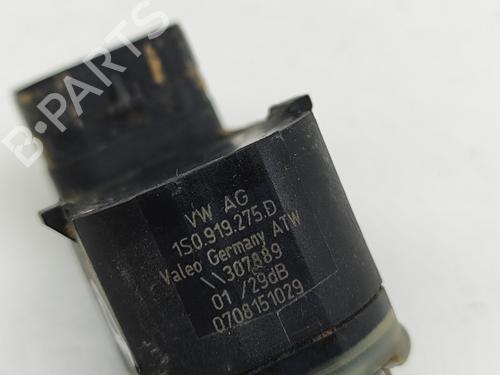 B-PARTS
VW AG
1S0.919.275.D
Valeo Germany ATW
\\307889
01 /29dB
0708151029